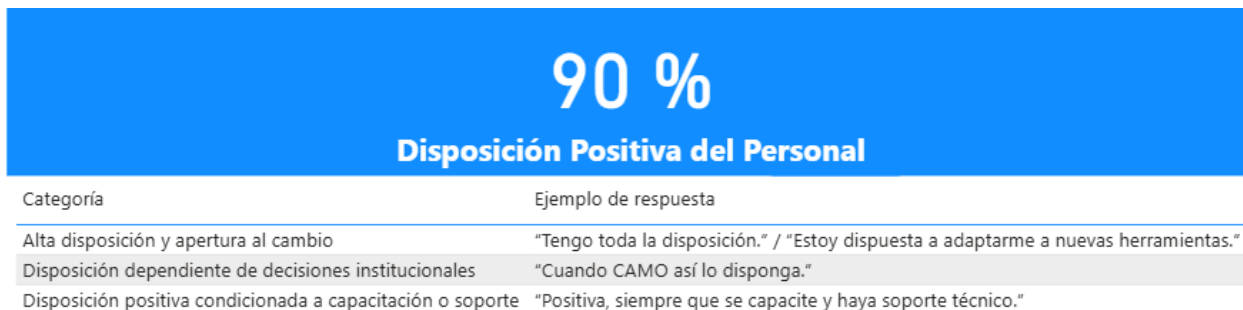 90 %
Disposición Positiva del Personal
Categoría Ejemplo de respuesta
Alta disposición y apertura al cambio “Tengo toda la disposición.” / “Estoy dispuesta a adaptarme a nuevas herramientas.”
Disposición dependiente de decisiones institucionales “Cuando CAMO así lo disponga.”
Disposición positiva condicionada a capacitación o soporte “Positiva, siempre que se capacite y haya soporte técnico.”